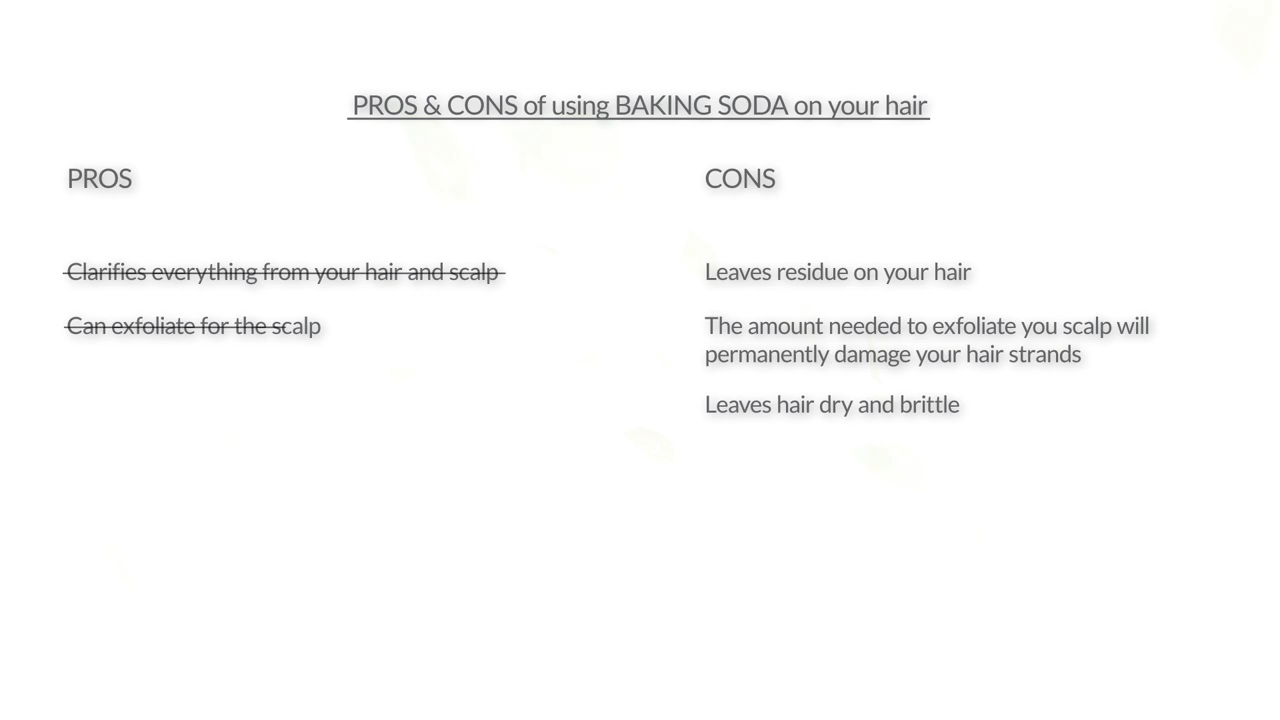 PROS & CONS of using BAKING SODA on your hair
PROS
CONS
Clarifies everything from your hair and scalp
Can exfoliate for the scalp
Leaves residue on your hair
The amount needed to exfoliate you scalp will
permanently damage your hair strands
Leaves hair dry and brittle